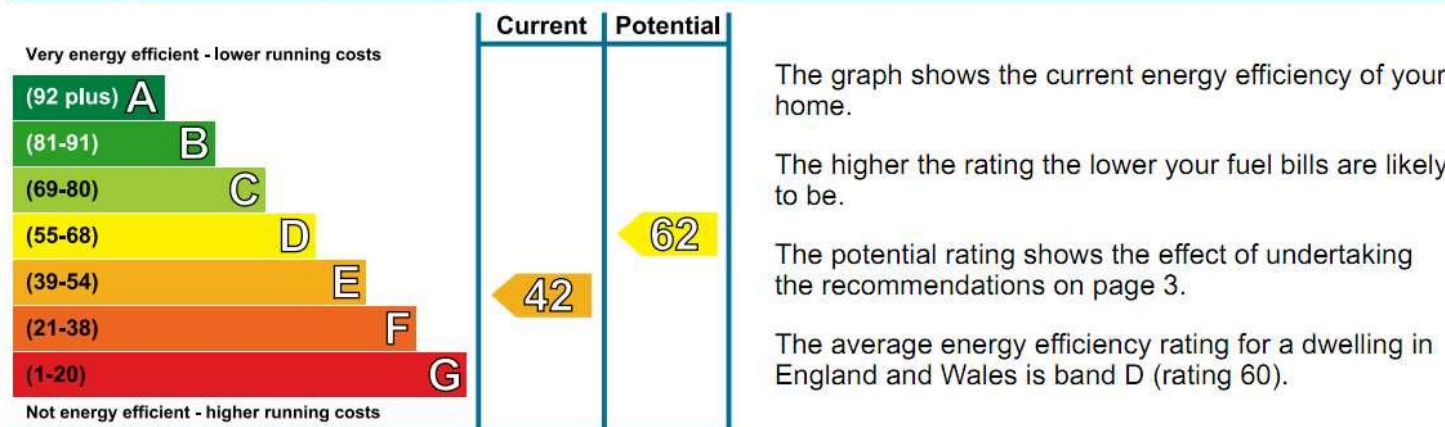 Current Potential
Very energy efficient - lower running costs
(92 plus) A
(81-91) B
(69-80) C
(55-68) D
(39-54) E
(21-38) F
(1-20) G
Not energy efficient - higher running costs
62
42
The graph shows the current energy efficiency of your
home.
The higher the rating the lower your fuel bills are likely
to be.
The potential rating shows the effect of undertaking
the recommendations on page 3.
The average energy efficiency rating for a dwelling in
England and Wales is band D (rating 60).